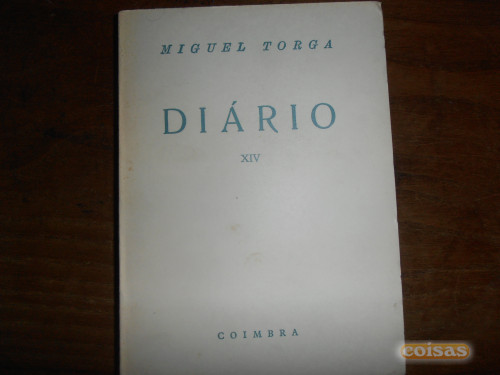 MIGUEL TORGA
DIÁRIO
XIV
COIMBRA
coisas